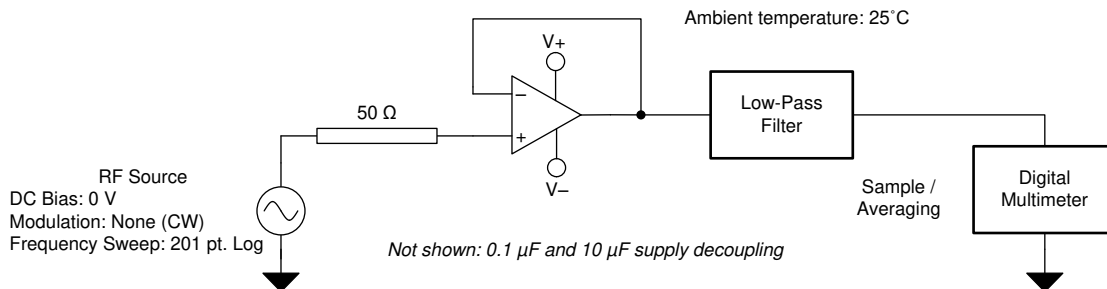 Ambient temperature: 25˚C
V+
−
50 Ω
+
Low-Pass
Filter
V−
RF Source
DC Bias: 0 V
Modulation: None (CW)
Frequency Sweep: 201 pt. Log
Sample /
Averaging
Digital
Multimeter
Not shown: 0.1 µF and 10 µF supply decoupling